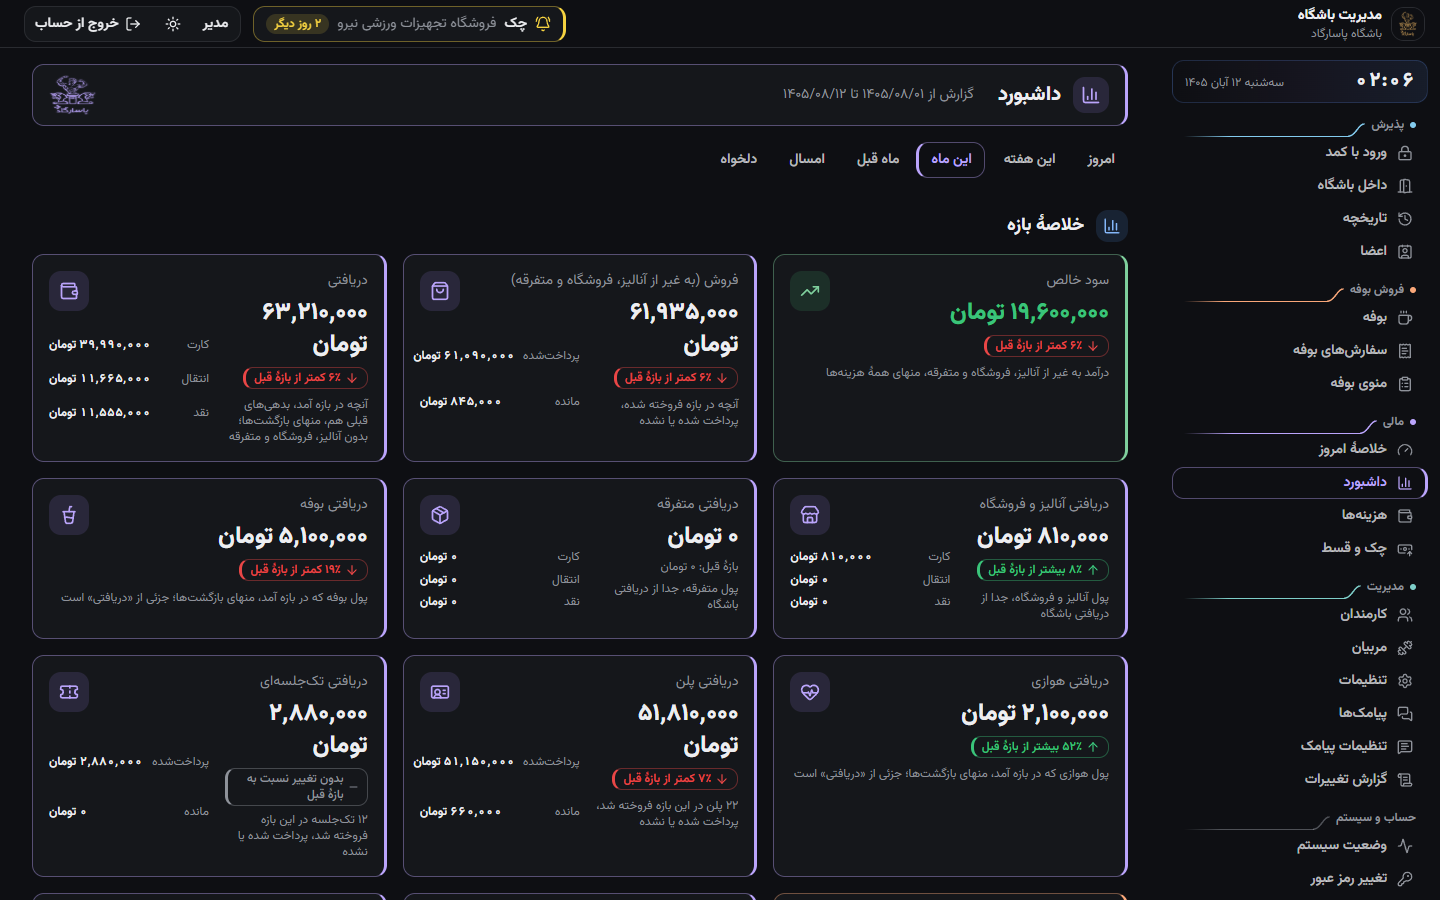 مدیریت باشگاه
باشگاه پاسارگاد
چک فروشگاه تجهیزات ورزشی نیرو ۲ روز دیگر
مدیر
خروج از حساب
۰۲:۰۶
سه‌شنبه ۱۲ آبان ۱۴۰۵
پذیرش
ورود با کمد
داخل باشگاه
تاریخچه
اعضا
فروش بوفه
بوفه
سفارش‌های بوفه
منوی بوفه
مالی
خلاصهٔ امروز
داشبورد
هزینه‌ها
چک و قسط
مدیریت
کارمندان
مربیان
تنظیمات
پیامک‌ها
تنظیمات پیامک
گزارش تغییرات
حساب و سیستم
وضعیت سیستم
تغییر رمز عبور
داشبورد
گزارش از ۱۴۰۵/۰۸/۰۱ تا ۱۴۰۵/۰۸/۱۲
پاسارگاد
امروز
این هفته
این ماه
ماه قبل
امسال
دلخواه
خلاصهٔ بازه
سود خالص
۱۹,۶۰۰,۰۰۰ تومان
۶٪ کمتر از بازهٔ قبل
درآمد به غیر از آنالیز، فروشگاه و متفرقه، منهای همهٔ هزینه‌ها
فروش (به غیر از آنالیز، فروشگاه و متفرقه)
۶۱,۹۳۵,۰۰۰
تومان
۶٪ کمتر از بازهٔ قبل
آنچه در بازه فروخته شده،
پرداخت شده یا نشده
پرداخت‌شده ۶۱,۰۹۰,۰۰۰ تومان
مانده ۸۴۵,۰۰۰ تومان
دریافتی
۶۳,۲۱۰,۰۰۰
تومان
۶٪ کمتر از بازهٔ قبل
آنچه در بازه آمد، بدهی‌های
قبلی هم، منهای بازگشت‌ها؛
بدون آنالیز، فروشگاه و متفرقه
کارت ۳۹,۹۹۰,۰۰۰ تومان
انتقال ۱۱,۶۶۵,۰۰۰ تومان
نقد ۱۱,۵۵۵,۰۰۰ تومان
دریافتی آنالیز و فروشگاه
۸۱۰,۰۰۰ تومان
۸٪ بیشتر از بازهٔ قبل
پول آنالیز و فروشگاه، جدا از
دریافتی باشگاه
کارت ۸۱۰,۰۰۰ تومان
انتقال ۰ تومان
نقد ۰ تومان
دریافتی متفرقه
۰ تومان
بازهٔ قبل: ۰ تومان
پول متفرقه، جدا از دریافتی
باشگاه
کارت ۰ تومان
انتقال ۰ تومان
نقد ۰ تومان
دریافتی بوفه
۵,۱۰۰,۰۰۰ تومان
۱۹٪ کمتر از بازهٔ قبل
پول بوفه که در بازه آمد، منهای بازگشت‌ها؛ جزئی از «دریافتی» است
دریافتی هوازی
۲,۱۰۰,۰۰۰ تومان
۵۲٪ بیشتر از بازهٔ قبل
پول هوازی که در بازه آمد، منهای بازگشت‌ها؛ جزئی از «دریافتی» است
دریافتی پلن
۵۱,۸۱۰,۰۰۰
تومان
۷٪ کمتر از بازهٔ قبل
۲۲ پلن در این بازه فروخته شد،
پرداخت شده یا نشده
پرداخت‌شده ۵۱,۱۵۰,۰۰۰ تومان
مانده ۶۶۰,۰۰۰ تومان
دریافتی تک‌جلسه‌ای
۲,۸۸۰,۰۰۰
تومان
بدون تغییر نسبت به
بازهٔ قبل
۱۲ تک‌جلسه در این بازه
فروخته شد، پرداخت شده یا
نشده
پرداخت‌شده ۲,۸۸۰,۰۰۰ تومان
مانده ۰ تومان